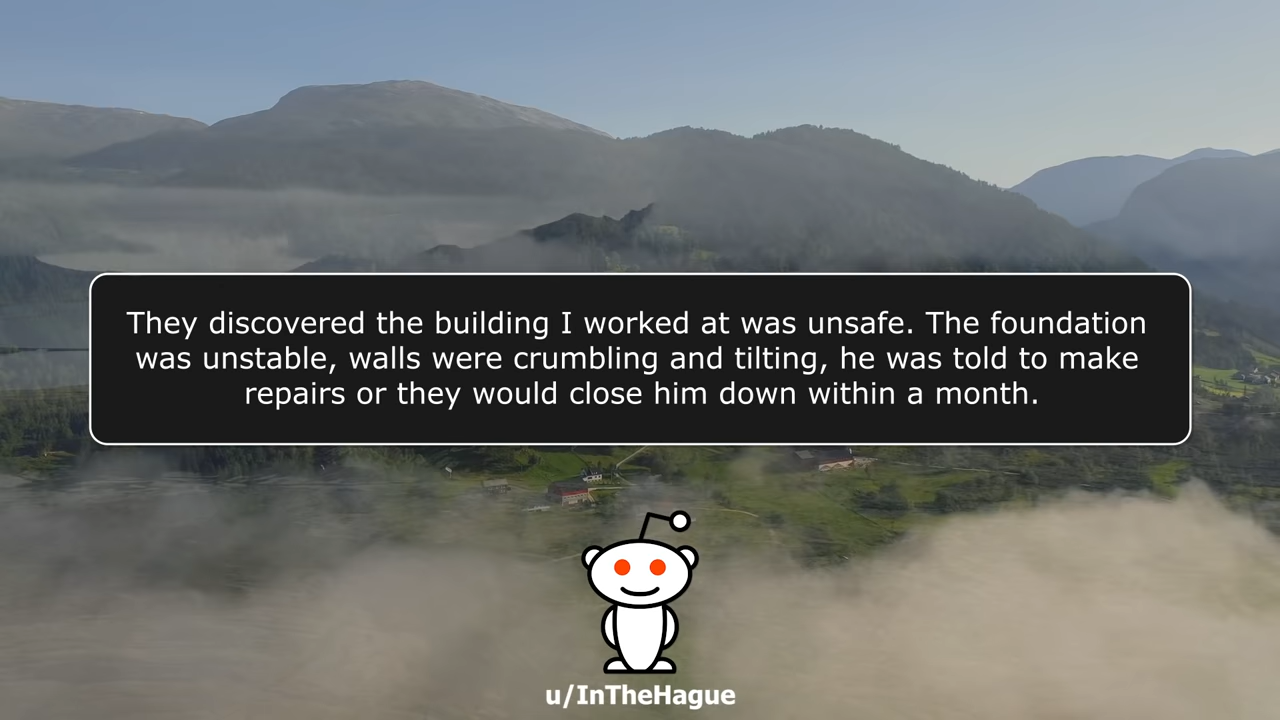 They discovered the building I worked at was unsafe. The foundation
was unstable, walls were crumbling and tilting, he was told to make
repairs or they would close him down within a month.
u/InTheHague